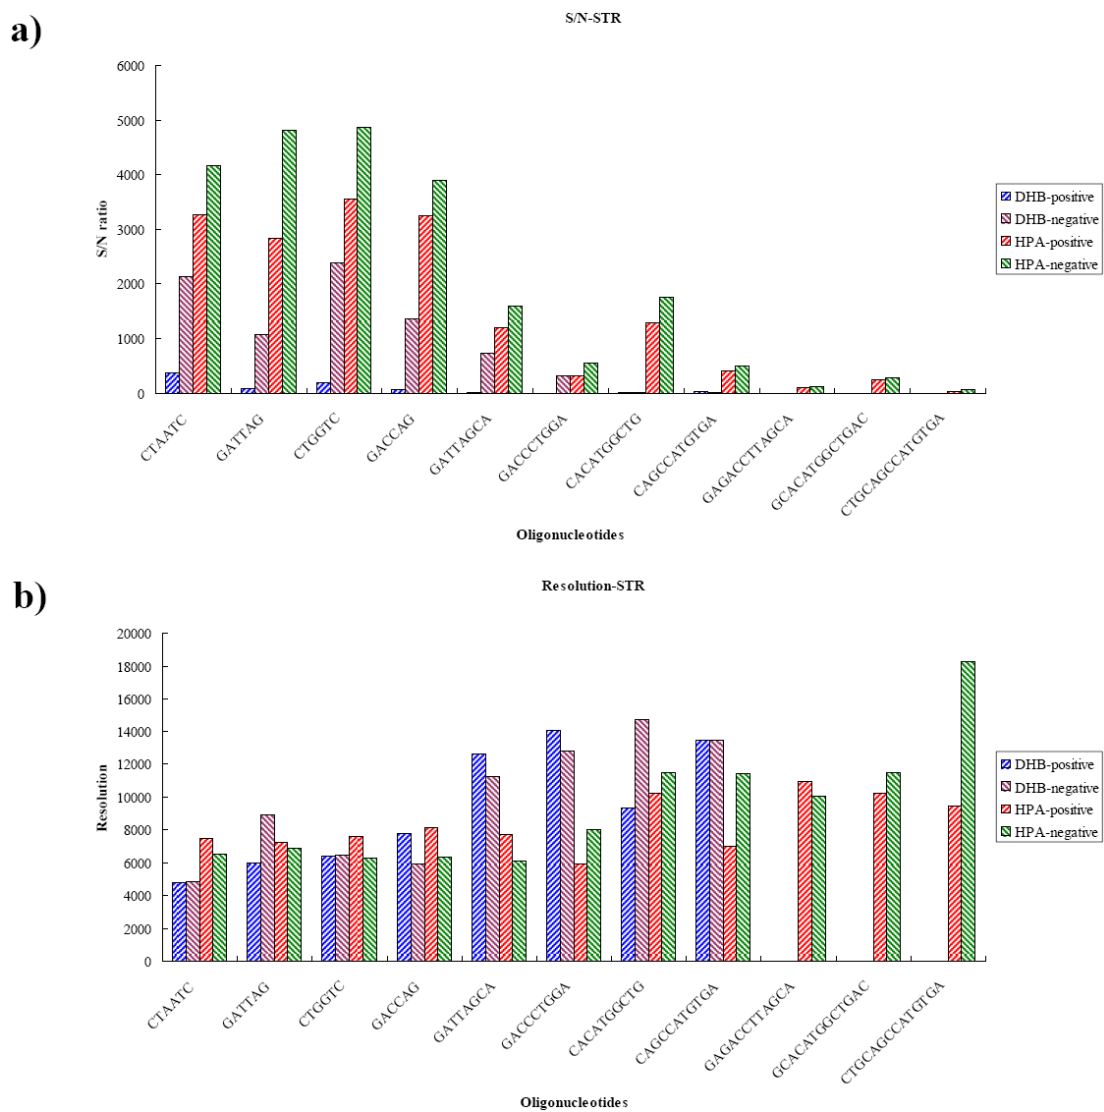 a)
S/N-STR
6000
5000
4000
3000
2000
1000
0
S/N ratio
CTAATC
GATTAG
CTGGTC
GACCAG
GATTAGCA
GACCCTGGA
CACATGGCTG
CAGCCATGTGA
GAGACCTTAGCA
GCACATGGCTGAC
CTGCAGCCATGTGA
Oligonucleotides
DHB-positive
DHB-negative
HPA-positive
HPA-negative
b)
Resolution-STR
20000
18000
16000
14000
12000
10000
8000
6000
4000
2000
0
Resolution
CTAATC
GATTAG
CTGGTC
GACCAG
GATTAGCA
GACCCTGGA
CACATGGCTG
CAGCCATGTGA
GAGACCTTAGCA
GCACATGGCTGAC
CTGCAGCCATGTGA
Oligonucleotides
DHB-positive
DHB-negative
HPA-positive
HPA-negative